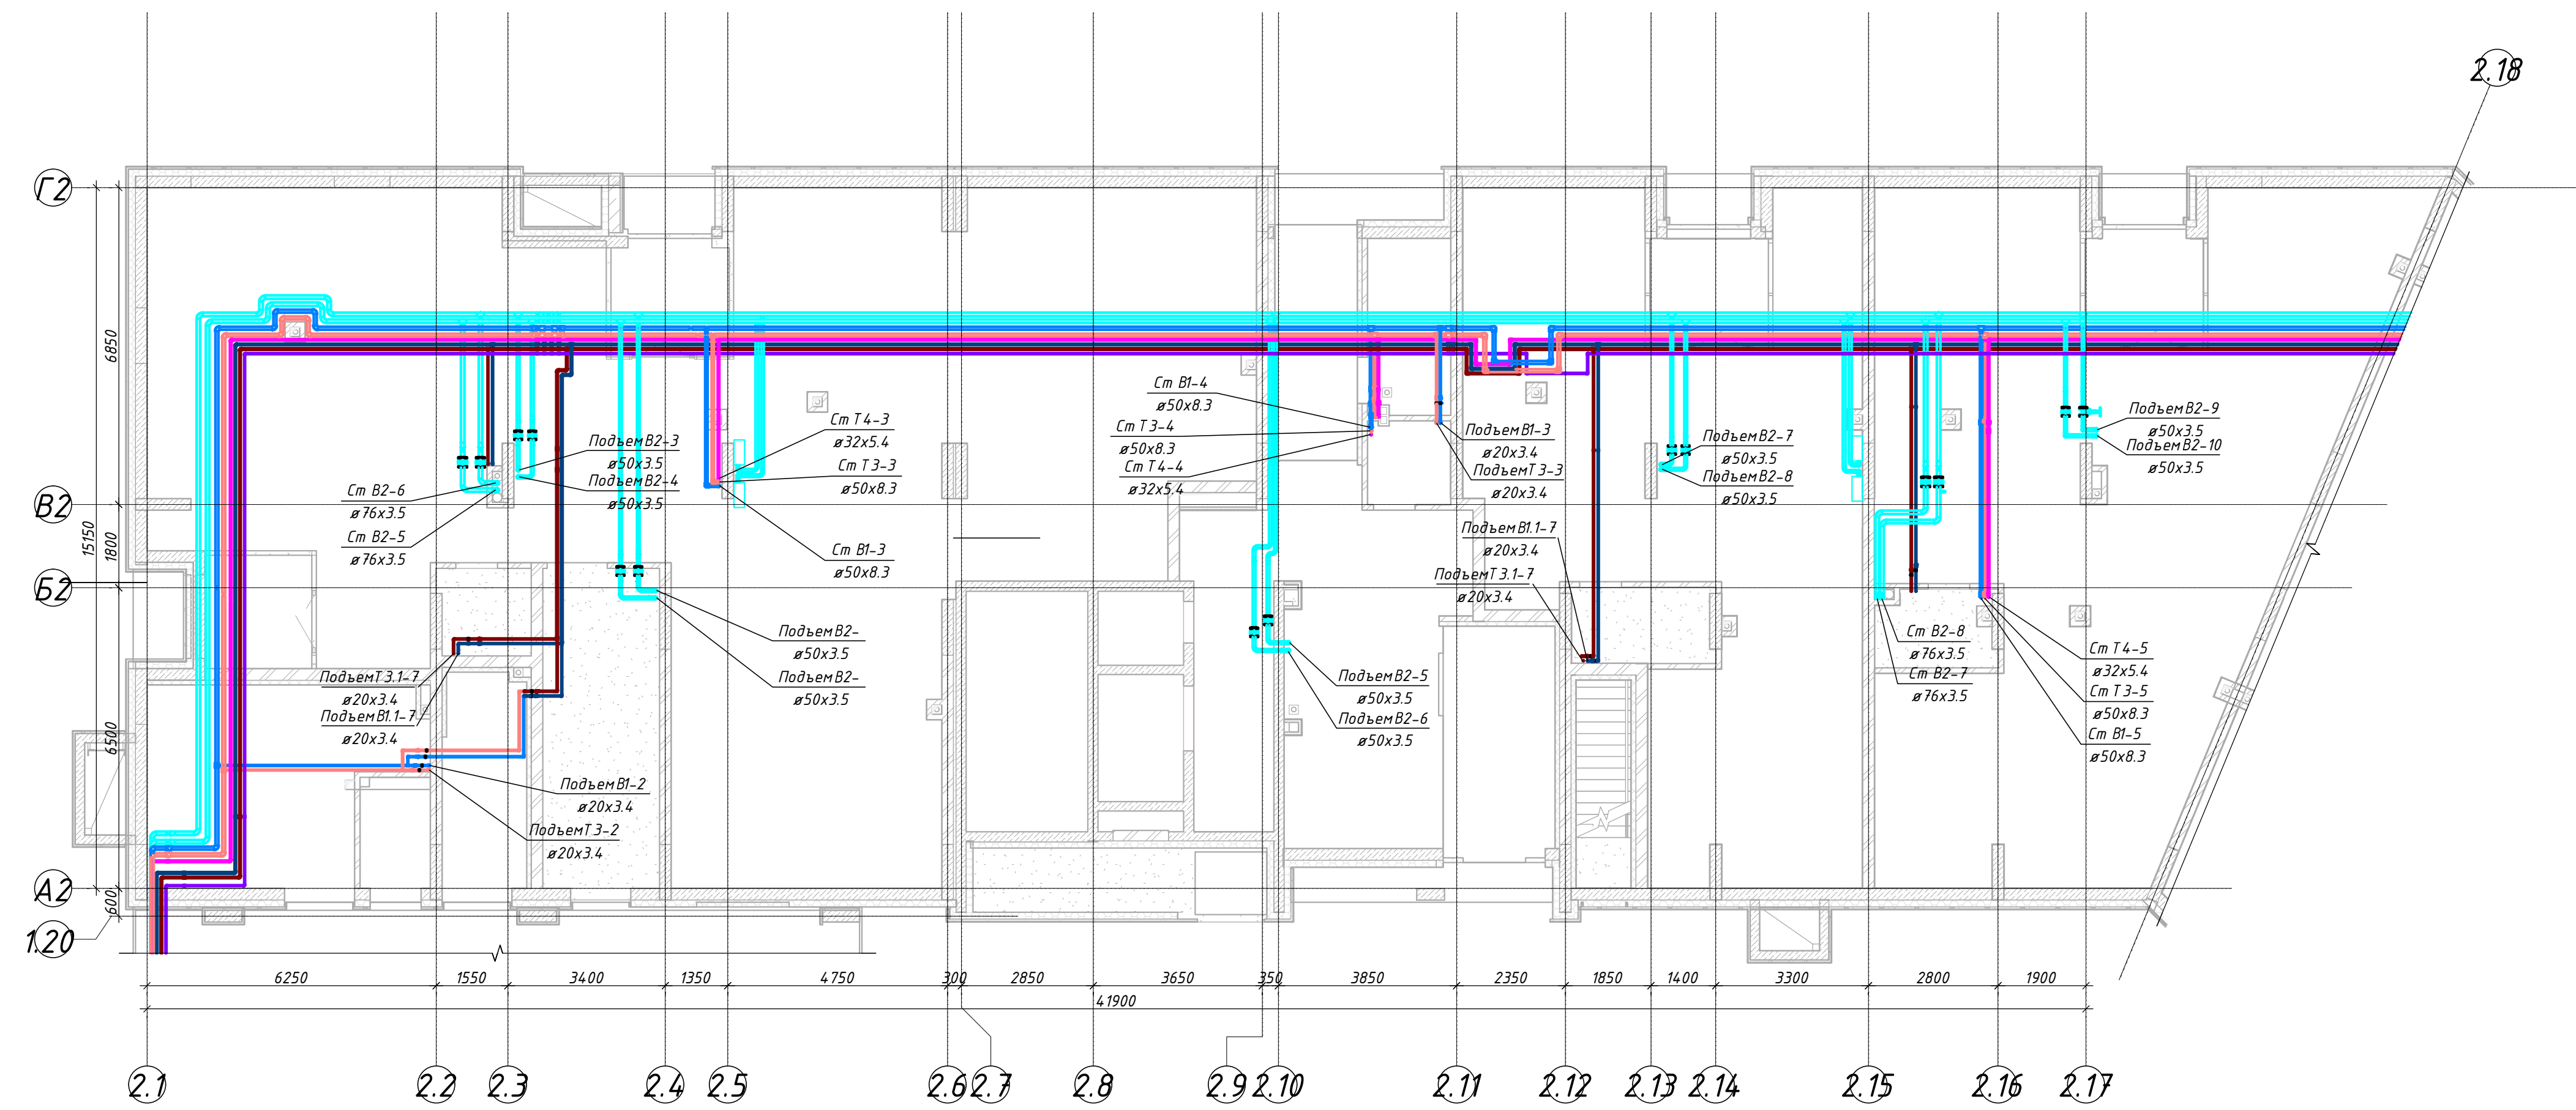 2.18
Г2
В2
Б2
А2
1.20
6850
15150
1800
6500
600
Ст В2-6
ø76х3.5
Ст В2-5
ø76х3.5
Подъем В2-3
ø50х3.5
Подъем В2-4
ø50х3.5
Ст Т4-3
ø32х5.4
Ст Т3-3
ø50х8.3
Ст В1-3
ø50х8.3
Ст В1-4
ø50х8.3
Ст Т3-4
ø50х8.3
Ст Т4-4
ø32х5.4
Подъем В1-3
ø20х3.4
Подъем Т3-3
ø20х3.4
Подъем В1.1-7
ø20х3.4
Подъем Т3.1-7
ø20х3.4
Подъем В2-7
ø50х3.5
Подъем В2-8
ø50х3.5
Подъем В2-9
ø50х3.5
Подъем В2-10
ø50х3.5
Подъем Т3.1-7
ø20х3.4
Подъем В1.1-7
ø20х3.4
Подъем В2-
ø50х3.5
Подъем В2-
ø50х3.5
Подъем В1-2
ø20х3.4
Подъем Т3-2
ø20х3.4
Подъем В2-5
ø50х3.5
Подъем В2-6
ø50х3.5
Ст В2-8
ø76х3.5
Ст В2-7
ø76х3.5
Ст Т4-5
ø32х5.4
Ст Т3-5
ø50х8.3
Ст В1-5
ø50х8.3
6250 1550 3400 1350 4750 300 2850 3650 350 3850 2350 1850 1400 3300 2800 1900
41900
2.1 2.2 2.3 2.4 2.5 2.6 2.7 2.8 2.9 2.10 2.11 2.12 2.13 2.14 2.15 2.16 2.17